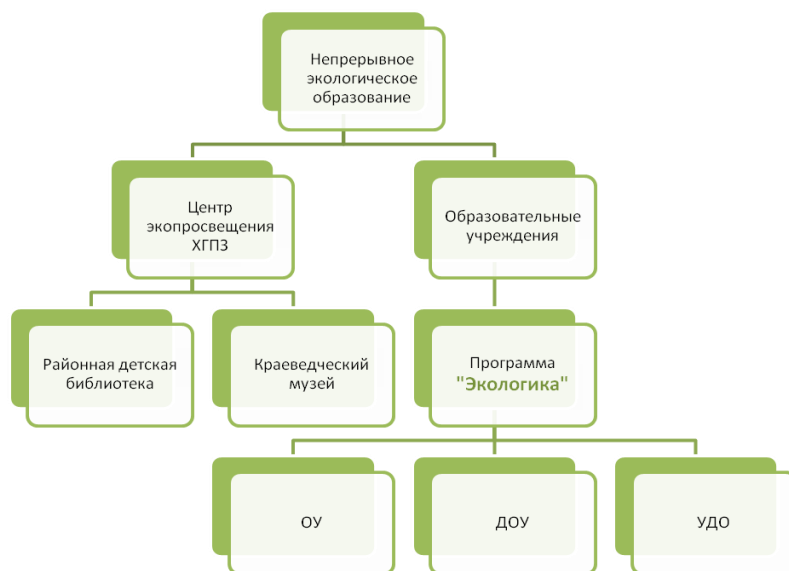 Непрерывное
экологическое
образование
Центр
экопросвещения
ХГПЗ
Образовательные
учреждения
Районная детская
библиотека
Краеведческий
музей
Программа
"Экологика"
ОУ
ДОУ
УДО